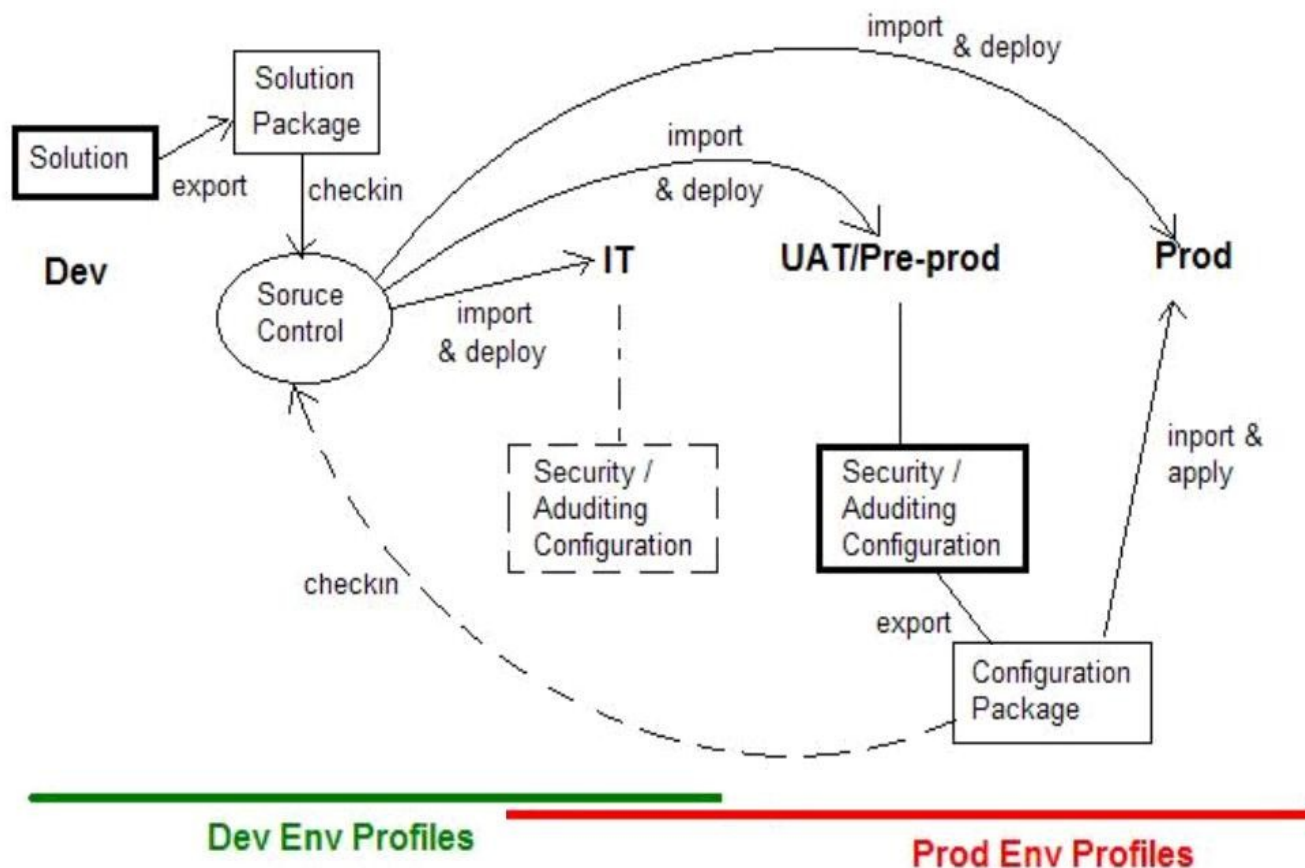 import
& deploy
Solution
Package
Solution
export
checkin
import
& deploy
Dev
IT
UAT/Pre-prod
Prod
Soruce
Control
import
& deploy
Security /
Aduditing
Configuration
Security /
Aduditing
Configuration
inport &
apply
checkin
export
Configuration
Package
Dev Env Profiles
Prod Env Profiles